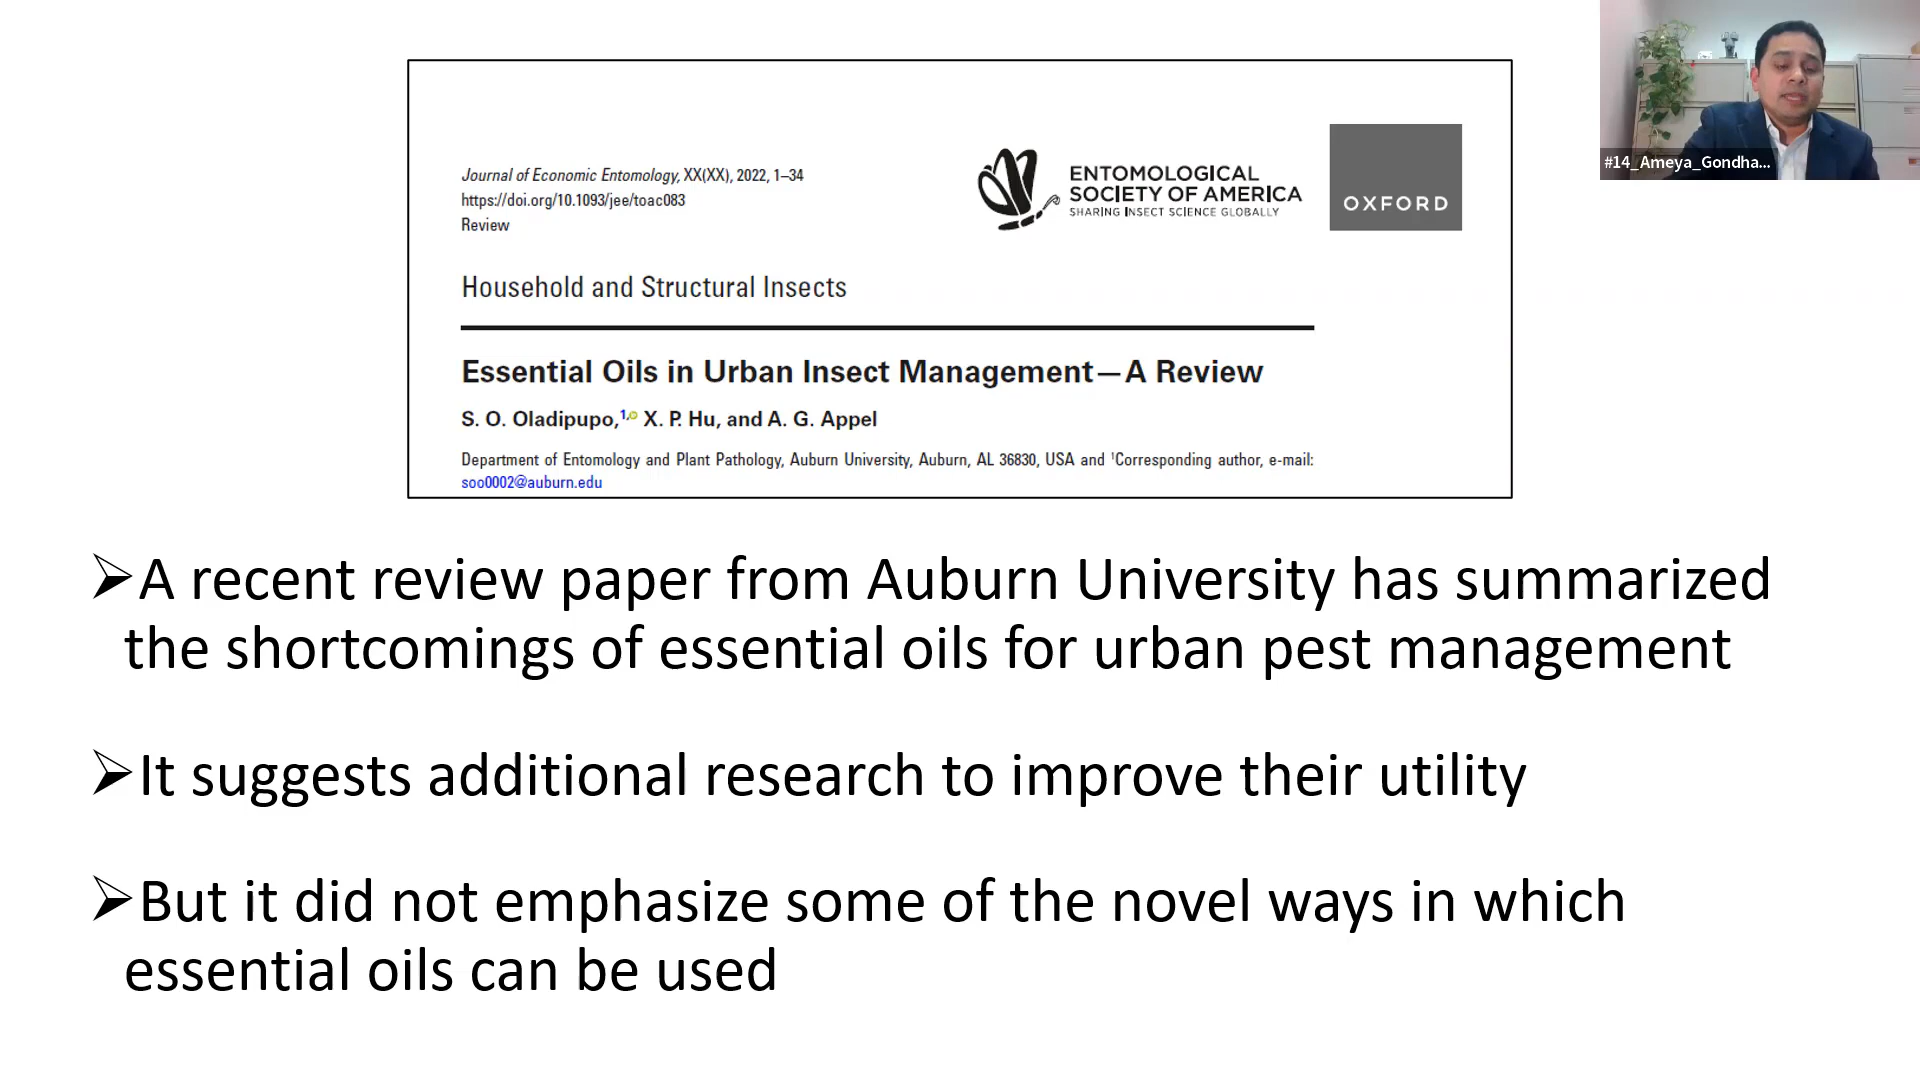 Journal of Economic Entomology, XX(XX), 2022, 1–34
https://doi.org/10.1093/jee/toac083
Review
ENTOMOLOGICAL
SOCIETY OF AMERICA
SHARING INSECT SCIENCE GLOBALLY
OXFORD
#14_Ameya_Gondha...
Household and Structural Insects
Essential Oils in Urban Insect Management—A Review
S. O. Oladipupo,1, X. P. Hu, and A. G. Appel
Department of Entomology and Plant Pathology, Auburn University, Auburn, AL 36830, USA and 1Corresponding author, e-mail:
soo0002@auburn.edu
➢A recent review paper from Auburn University has summarized
the shortcomings of essential oils for urban pest management
➢It suggests additional research to improve their utility
➢But it did not emphasize some of the novel ways in which
essential oils can be used